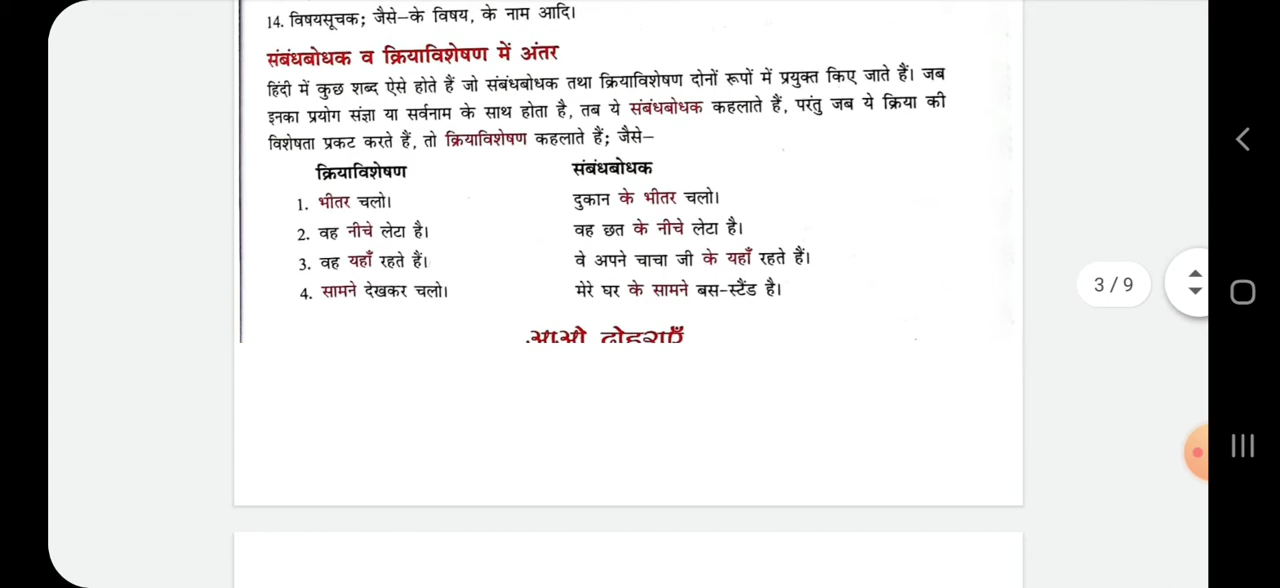 14. विषयसूचक; जैसे–के विषय, के नाम आदि।
संबंधबोधक व क्रियाविशेषण में अंतर
हिंदी में कुछ शब्द ऐसे होते हैं जो संबंधबोधक तथा क्रियाविशेषण दोनों रूपों में प्रयुक्त किए जाते हैं। जब
इनका प्रयोग संज्ञा या सर्वनाम के साथ होता है, तब ये संबंधबोधक कहलाते हैं, परंतु जब ये क्रिया की
विशेषता प्रकट करते हैं, तो क्रियाविशेषण कहलाते हैं; जैसे–
क्रियाविशेषण संबंधबोधक
1. भीतर चलो। दुकान के भीतर चलो।
2. वह नीचे लेटा है। वह छत के नीचे लेटा है।
3. वह यहाँ रहते हैं। वे अपने चाचा जी के यहाँ रहते हैं।
4. सामने देखकर चलो। मेरे घर के सामने बस-स्टैंड है।
आओ दोहराएँ
3 / 9